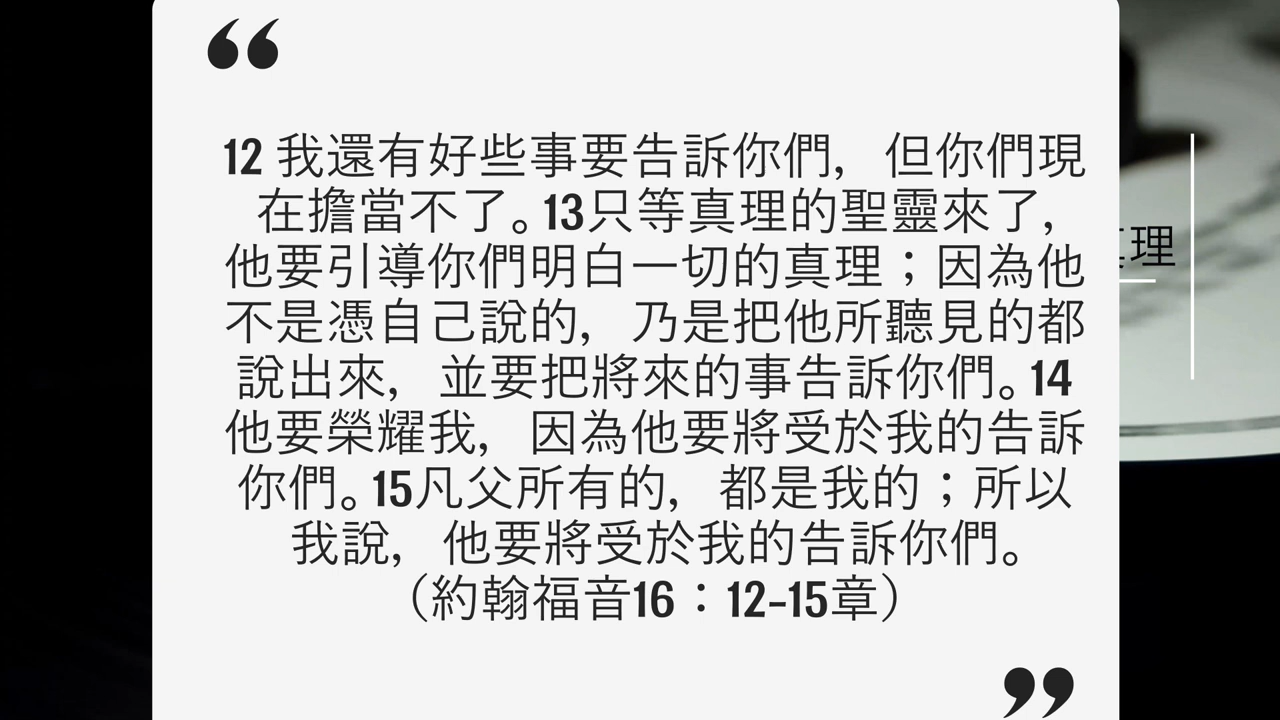 “
12 我還有好些事要告訴你們，但你們現
在擔當不了。13只等真理的聖靈來了，
他要引導你們明白一切的真理；因為他
不是憑自己說的，乃是把他所聽見的都
說出來，並要把將來的事告訴你們。14
他要榮耀我，因為他要將受於我的告訴
你們。15凡父所有的，都是我的；所以
我說，他要將受於我的告訴你們。
（約翰福音16：12-15章）
”
理